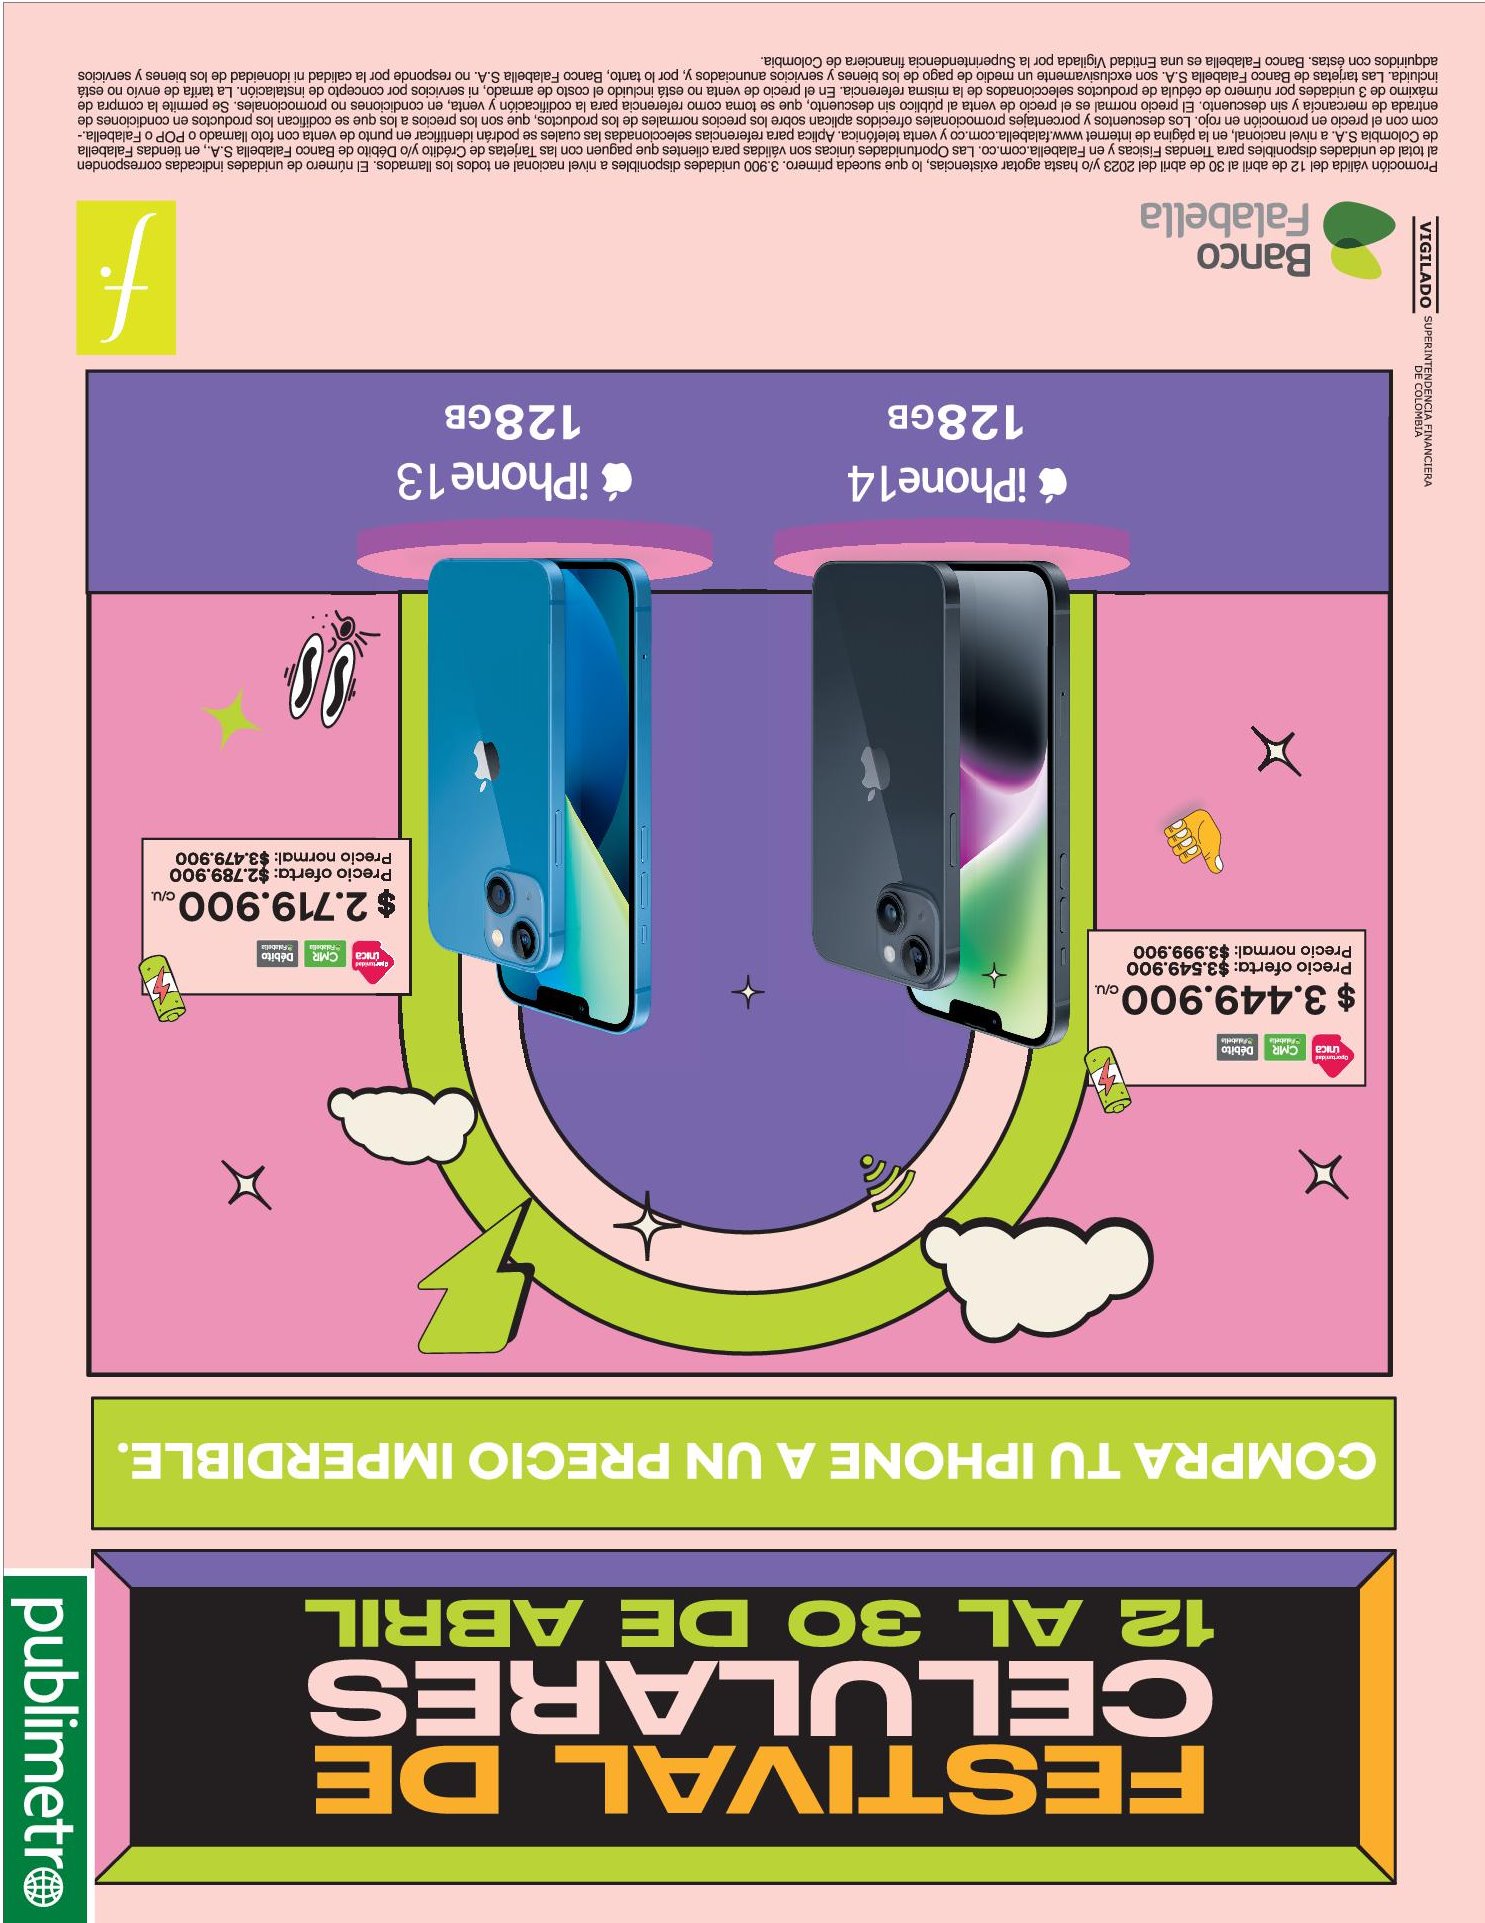 publimetro
FESTIVAL DE
CELULARES
12 AL 30 DE ABRIL
COMPRA TU IPHONE A UN PRECIO IMPERDIBLE.
Oportunidad
única
CMR
Falabella
Débito
Falabella
$ 3.449.900 c/u.
Precio oferta: $3.549.900
Precio normal: $3.999.900
Oportunidad
única
CMR
Falabella
Débito
Falabella
$ 2.719.900 c/u.
Precio oferta: $2.789.900
Precio normal: $3.479.900
iPhone14
128GB
iPhone13
128GB
VIGILADO SUPERINTENDENCIA FINANCIERA
DE COLOMBIA
Banco
Falabella
f.
Promoción válida del 12 de abril al 30 de abril del 2023 y/o hasta agotar existencias, lo que suceda primero. 3.900 unidades disponibles a nivel nacional en todos los llamados. El número de unidades indicadas corresponden
al total de unidades disponibles para Tiendas Físicas y en Falabella.com.co. Las Oportunidades únicas son válidas para clientes que paguen con las Tarjetas de Crédito y/o Débito de Banco Falabella S.A., en tiendas Falabella
de Colombia S.A. a nivel nacional, en la página de internet www.falabella.com.co y venta telefónica. Aplica para referencias seleccionadas las cuales se podrán identificar en punto de venta con foto llamado o POP o Falabella.-
com con el precio en promoción en rojo. Los descuentos y porcentajes promocionales ofrecidos aplican sobre los precios normales de los productos, que son los precios a los que se codifican los productos en condiciones de
entrada de mercancía y sin descuento. El precio normal es el precio de venta al público sin descuento, que se toma como referencia para la codificación y venta, en condiciones no promocionales. Se permite la compra de
máximo de 3 unidades por número de cédula de productos seleccionados de la misma referencia. En el precio de venta no está incluido el costo de armado, ni servicios por concepto de instalación. La tarifa de envío no está
incluida. Las tarjetas de Banco Falabella S.A. son exclusivamente un medio de pago de los bienes y servicios anunciados y, por lo tanto, Banco Falabella S.A. no responde por la calidad ni idoneidad de los bienes y servicios
adquiridos con éstas. Banco Falabella es una Entidad Vigilada por la Superintendencia financiera de Colombia.